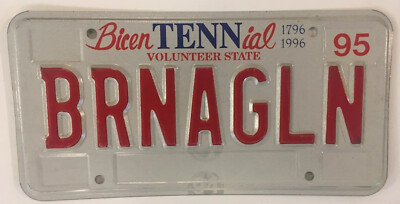 BicenTENNial 1796
1996
VOLUNTEER STATE 95
BRNAGLN